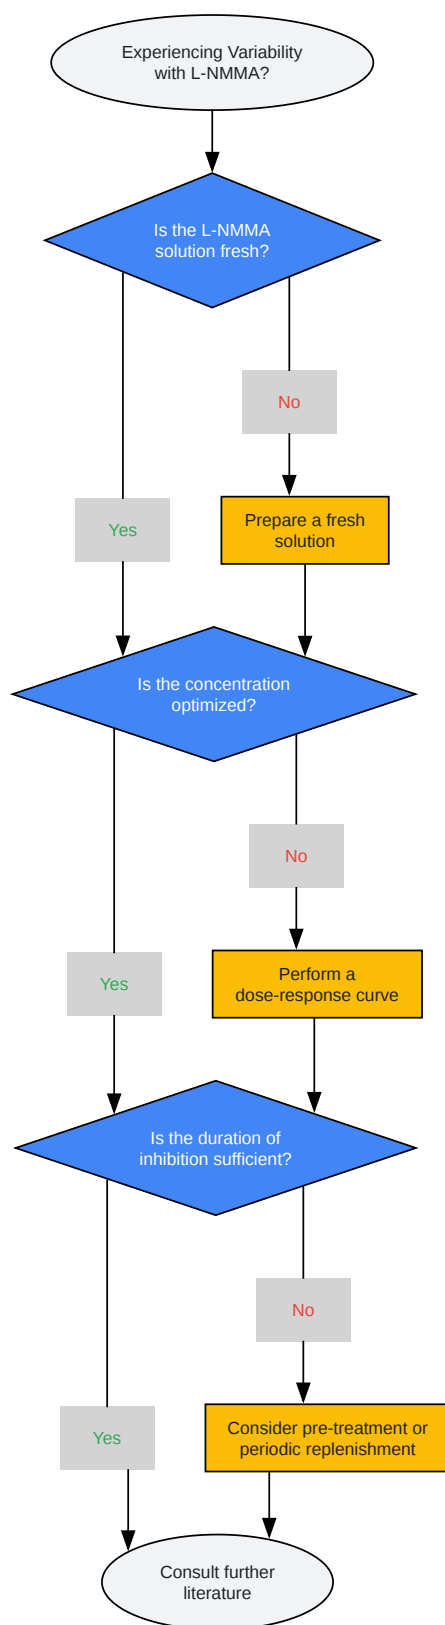 Experiencing Variability
with L-NMMA?
Is the L-NMMA
solution fresh?
No
Yes
Prepare a fresh
solution
Is the concentration
optimized?
No
Yes
Perform a
dose-response curve
Is the duration of
inhibition sufficient?
No
Yes
Consider pre-treatment or
periodic replenishment
Consult further
literature